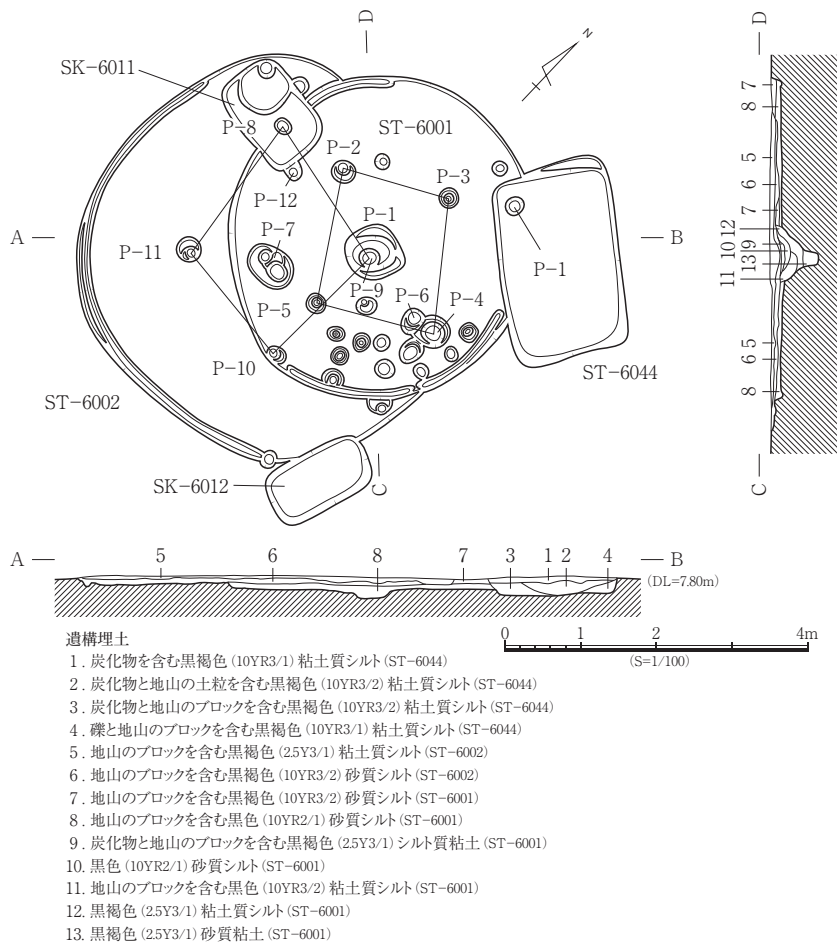 D
N
SK-6011
P-8
ST-6001
P-2
P-3
P-12
A
P-11
P-7
P-1
P-1
B
P-9
P-5
P-6
P-4
P-10
ST-6002
ST-6044
SK-6012
C
D
7
8
5
6
7
12
9
10
13
11
5
6
8
C
A
5 6 8 7 3 1 2 4
B
(DL=7.80m)
遺構埋土
0 1 2 4m
(S=1/100)
1. 炭化物を含む黒褐色(10YR3/1)粘土質シルト(ST-6044)
2. 炭化物と地山の土粒を含む黒褐色(10YR3/2)粘土質シルト(ST-6044)
3. 炭化物と地山のブロックを含む黒褐色(10YR3/2)粘土質シルト(ST-6044)
4. 礫と地山のブロックを含む黒褐色(10YR3/1)粘土質シルト(ST-6044)
5. 地山のブロックを含む黒褐色(2.5Y3/1)粘土質シルト(ST-6002)
6. 地山のブロックを含む黒褐色(10YR3/2)砂質シルト(ST-6002)
7. 地山のブロックを含む黒褐色(10YR3/2)砂質シルト(ST-6001)
8. 地山のブロックを含む黒色(10YR2/1)砂質シルト(ST-6001)
9. 炭化物と地山のブロックを含む黒褐色(2.5Y3/1)シルト質粘土(ST-6001)
10. 黒色(10YR2/1)砂質シルト(ST-6001)
11. 地山のブロックを含む黒色(10YR3/2)粘土質シルト(ST-6001)
12. 黒褐色(2.5Y3/1)粘土質シルト(ST-6001)
13. 黒褐色(2.5Y3/1)砂質粘土(ST-6001)